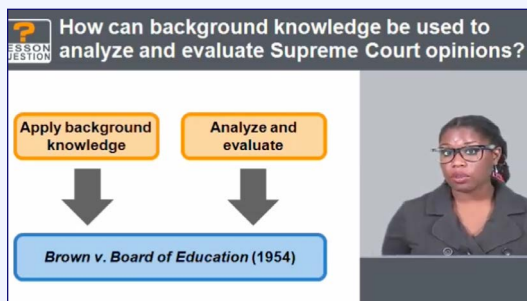 How can background knowledge be used to
analyze and evaluate Supreme Court opinions?
ESSON
UESTION
Apply background
knowledge
Analyze and
evaluate
Brown v. Board of Education (1954)